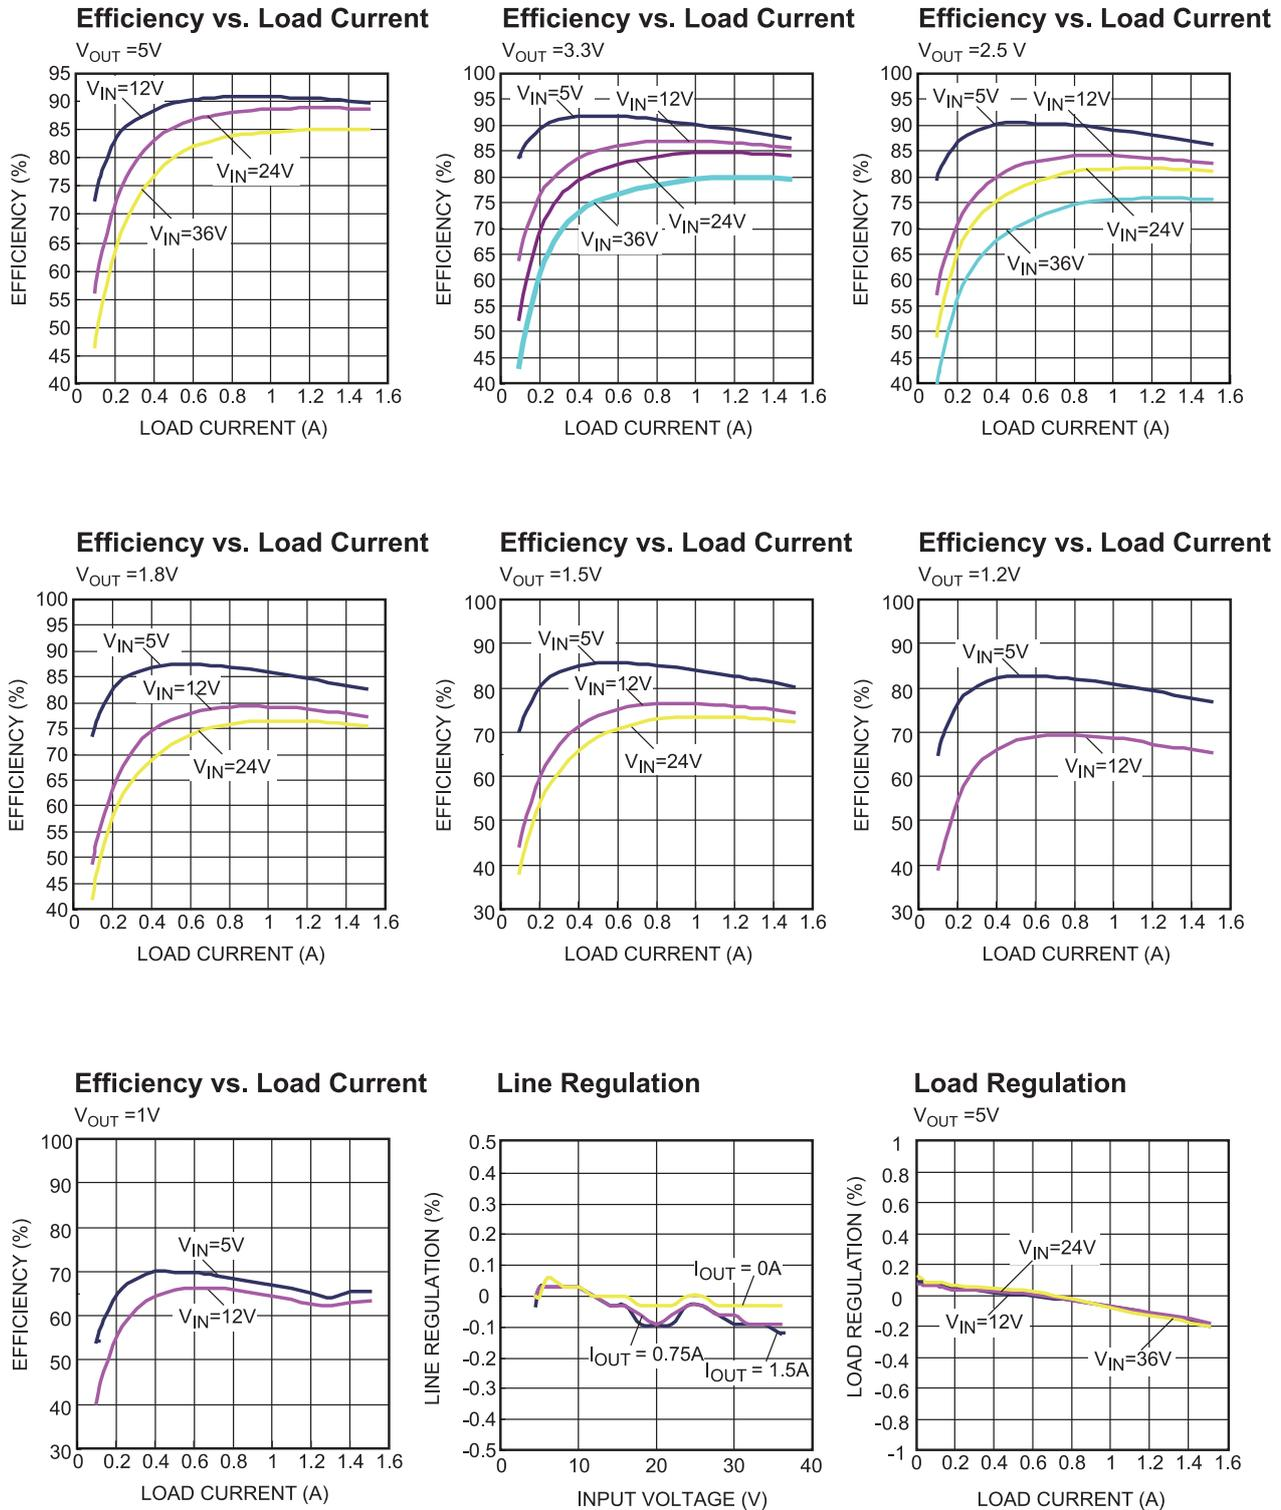 Efficiency vs. Load Current
VOUT =5V
EFFICIENCY (%)
95
90
85
80
75
70
65
60
55
50
45
40
VIN=12V
VIN=24V
VIN=36V
0 0.2 0.4 0.6 0.8 1 1.2 1.4 1.6
LOAD CURRENT (A)
Efficiency vs. Load Current
VOUT =3.3V
EFFICIENCY (%)
100
95
90
85
80
75
70
65
60
55
50
45
40
VIN=5V
VIN=12V
VIN=24V
VIN=36V
0 0.2 0.4 0.6 0.8 1 1.2 1.4 1.6
LOAD CURRENT (A)
Efficiency vs. Load Current
VOUT =2.5 V
EFFICIENCY (%)
100
95
90
85
80
75
70
65
60
55
50
45
40
VIN=5V
VIN=12V
VIN=24V
VIN=36V
0 0.2 0.4 0.6 0.8 1 1.2 1.4 1.6
LOAD CURRENT (A)
Efficiency vs. Load Current
VOUT =1.8V
EFFICIENCY (%)
100
95
90
85
80
75
70
65
60
55
50
45
40
VIN=5V
VIN=12V
VIN=24V
0 0.2 0.4 0.6 0.8 1 1.2 1.4 1.6
LOAD CURRENT (A)
Efficiency vs. Load Current
VOUT =1.5V
EFFICIENCY (%)
100
90
80
70
60
50
40
30
VIN=5V
VIN=12V
VIN=24V
0 0.2 0.4 0.6 0.8 1 1.2 1.4 1.6
LOAD CURRENT (A)
Efficiency vs. Load Current
VOUT =1.2V
EFFICIENCY (%)
100
90
80
70
60
50
40
30
VIN=5V
VIN=12V
0 0.2 0.4 0.6 0.8 1 1.2 1.4 1.6
LOAD CURRENT (A)
Efficiency vs. Load Current
VOUT =1V
EFFICIENCY (%)
100
90
80
70
60
50
40
30
VIN=5V
VIN=12V
0 0.2 0.4 0.6 0.8 1 1.2 1.4 1.6
LOAD CURRENT (A)
Line Regulation
LINE REGULATION (%)
0.5
0.4
0.3
0.2
0.1
0
-0.1
-0.2
-0.3
-0.4
-0.5
IOUT = 0A
IOUT = 0.75A
IOUT = 1.5A
0 10 20 30 40
INPUT VOLTAGE (V)
Load Regulation
VOUT =5V
LOAD REGULATION (%)
1
0.8
0.6
0.4
0.2
0
-0.2
-0.4
-0.6
-0.8
-1
VIN=24V
VIN=12V
VIN=36V
0 0.2 0.4 0.6 0.8 1 1.2 1.4 1.6
LOAD CURRENT (A)